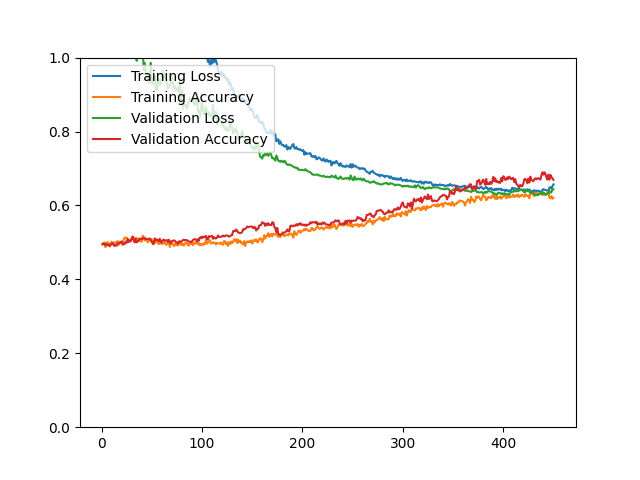 1.0
0.8
0.6
0.4
0.2
0.0
Training Loss
Training Accuracy
Validation Loss
Validation Accuracy
0 100 200 300 400